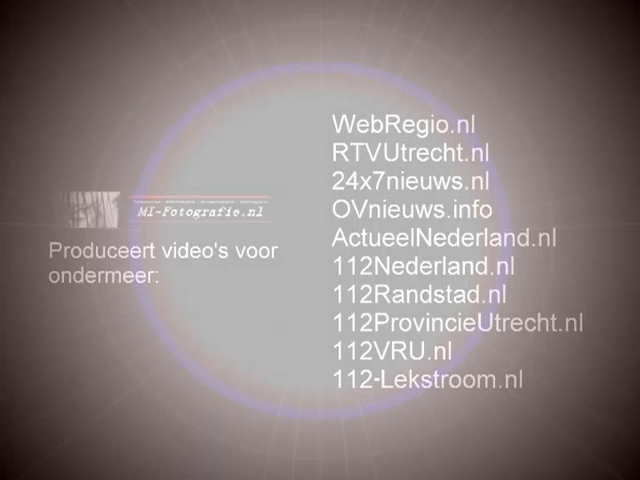 MI-Fotografie.nl
Produceert video's voor
ondermeer:
WebRegio.nl
RTVUtrecht.nl
24x7nieuws.nl
OVnieuws.info
ActueelNederland.nl
112Nederland.nl
112Randstad.nl
112ProvincieUtrecht.nl
112VRU.nl
112-Lekstroom.nl